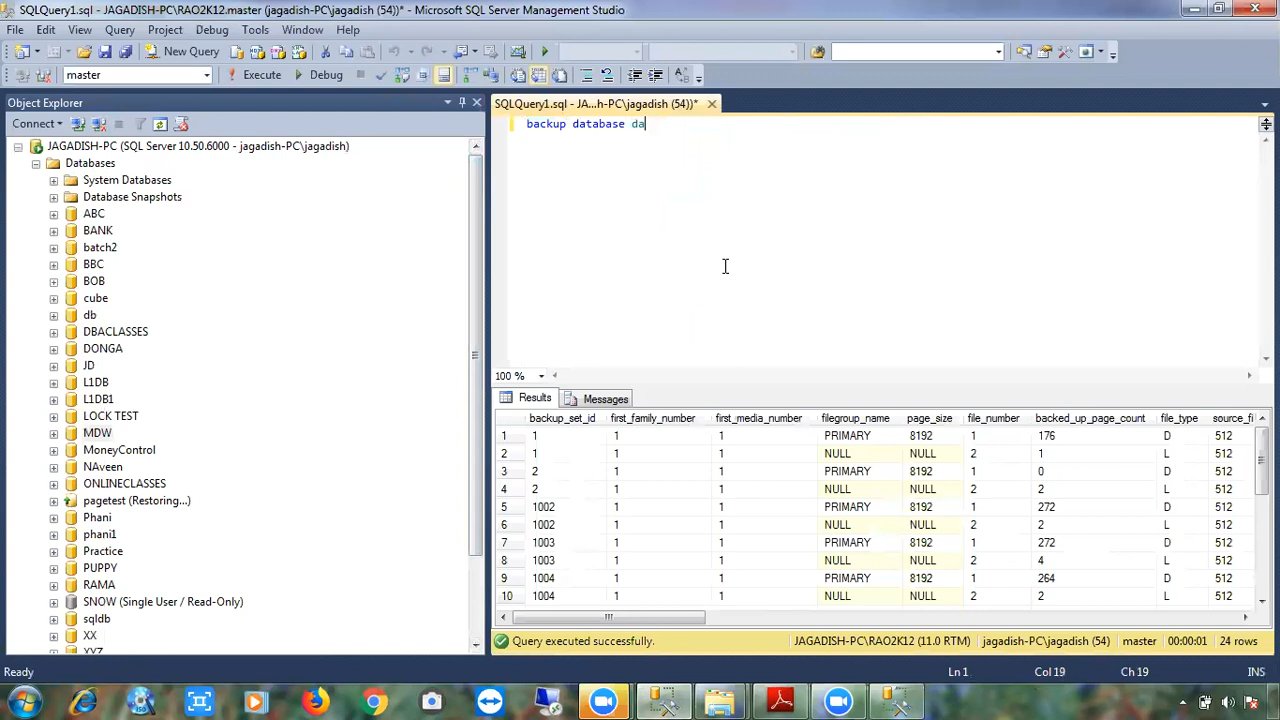 SQLQuery1.sql - JAGADISH-PC\RAO2K12.master (jagadish (54))* - Microsoft SQL Server Management Studio
File Edit View Query Project Debug Tools Window Help
New Query
master Execute Debug
Object Explorer
SQLQuery1.sql - JA...h-PC\jagadish (54))*
Connect
JAGADISH-PC (SQL Server 10.50.6000 - jagadish-PC\jagadish)
Databases
System Databases
Database Snapshots
ABC
BANK
batch2
BBC
BOB
cube
db
DBACLASSES
DONGA
JD
L1DB
L1DB1
LOCK TEST
MDW
MoneyControl
NAveen
ONLINECLASSES
pagetest (Restoring...)
Phani
phani1
Practice
PUPPY
RAMA
SNOW (Single User / Read-Only)
sqldb
XX
XYZ
backup database da
100 %
Results Messages
backup_set_id first_family_number first_media_number filegroup_name page_size file_number backed_up_page_count file_type source_fi
1 1 1 1 PRIMARY 8192 1 176 D 512
2 1 1 1 NULL NULL 2 1 L 512
3 2 1 1 PRIMARY 8192 1 0 D 512
4 2 1 1 NULL NULL 2 2 L 512
5 1002 1 1 PRIMARY 8192 1 272 D 512
6 1002 1 1 NULL NULL 2 2 L 512
7 1003 1 1 PRIMARY 8192 1 272 D 512
8 1003 1 1 NULL NULL 2 4 L 512
9 1004 1 1 PRIMARY 8192 1 264 D 512
10 1004 1 1 NULL NULL 2 2 L 512
Query executed successfully. JAGADISH-PC\RAO2K12 (11.0 RTM) jagadish-PC\jagadish (54) master 00:00:01 24 rows
Ready Ln 1 Col 19 Ch 19 INS